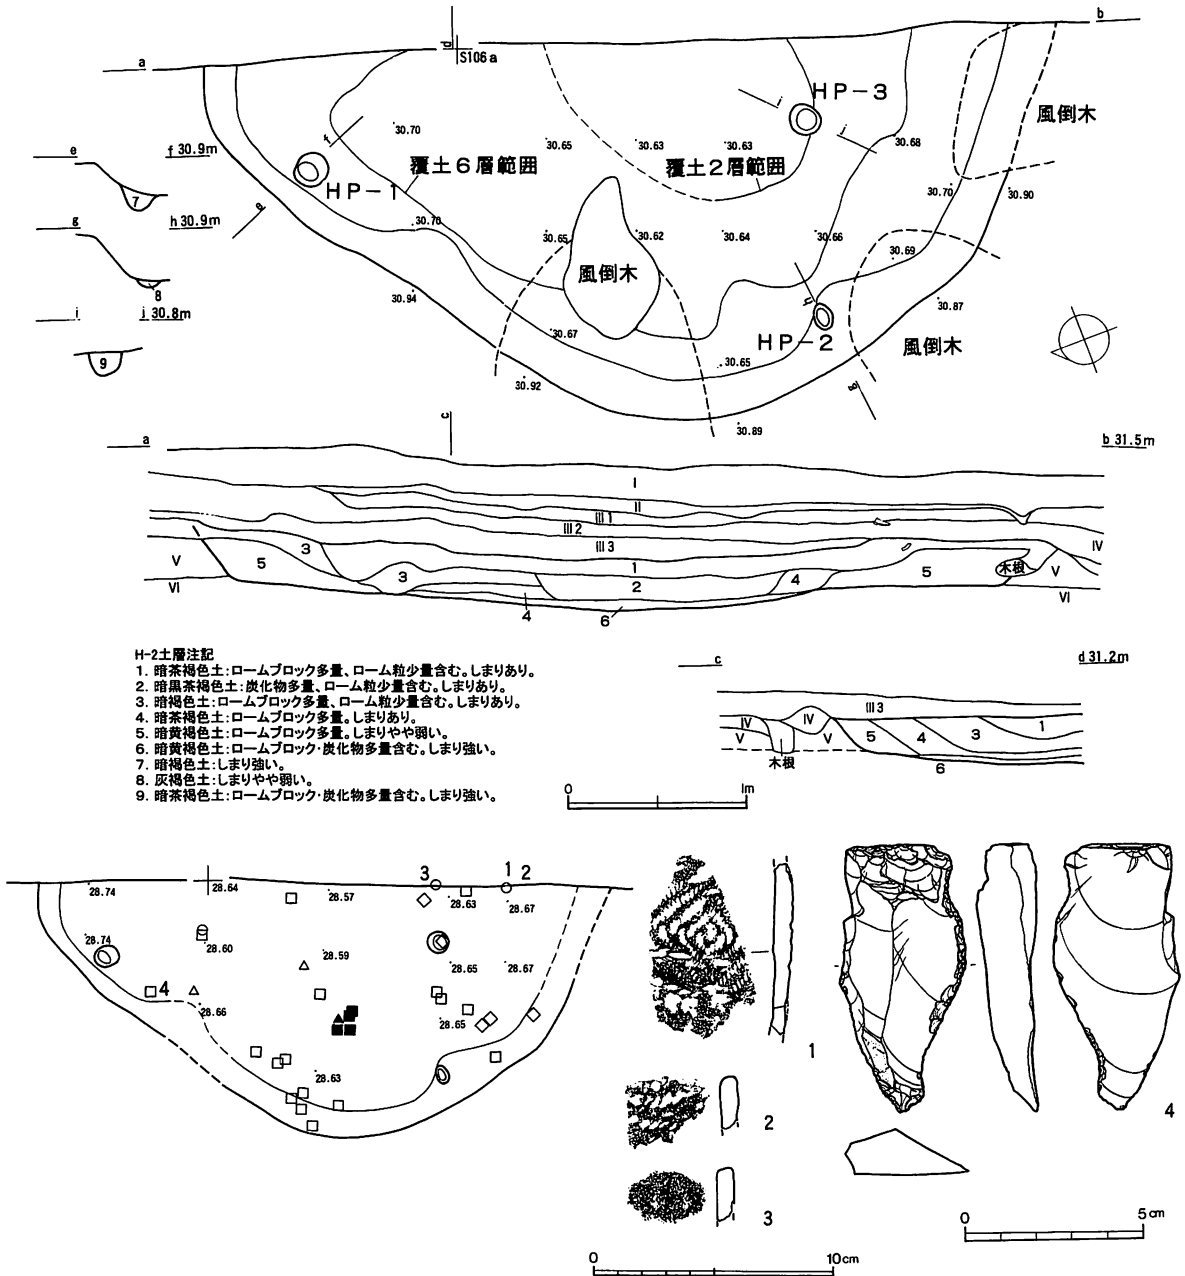 b
d
S106 a
a
HP-3
i
j
風倒木
e
f 30.9m
f
30.70
30.65
30.63
30.63
30.68
覆土6層範囲
覆土2層範囲
HP-1
7
e
30.70
30.90
g
h 30.9m
30.70
30.65
30.62
30.64
30.66
30.69
風倒木
8
i
j 30.8m
30.94
h
30.87
30.67
HP-2
風倒木
9
30.65
30.92
g
30.89
c
a
b 31.5m
I
II
III1
III2
III3
IV
V
3
5
3
1
2
4
5
木根
V
VI
4
6
VI
H-2土層注記
1. 暗茶褐色土:ロームブロック多量、ローム粒少量含む。しまりあり。
2. 暗黒茶褐色土:炭化物多量、ローム粒少量含む。しまりあり。
3. 暗褐色土:ロームブロック多量、ローム粒少量含む。しまりあり。
4. 暗茶褐色土:ロームブロック多量。しまりあり。
5. 暗黄褐色土:ロームブロック多量。しまりやや弱い。
6. 暗黄褐色土:ロームブロック・炭化物多量含む。しまり強い。
7. 暗褐色土:しまり強い。
8. 灰褐色土:しまりやや弱い。
9. 暗茶褐色土:ロームブロック・炭化物多量含む。しまり強い。
c
d 31.2m
III3
IV
IV
V
V
5
4
3
1
木根
6
0
1m
3
1 2
28.74
28.64
28.57
28.63
28.67
28.74
28.60
28.59
28.65
28.67
4
28.66
28.65
28.63
1
2
3
4
0
5cm
0
10cm